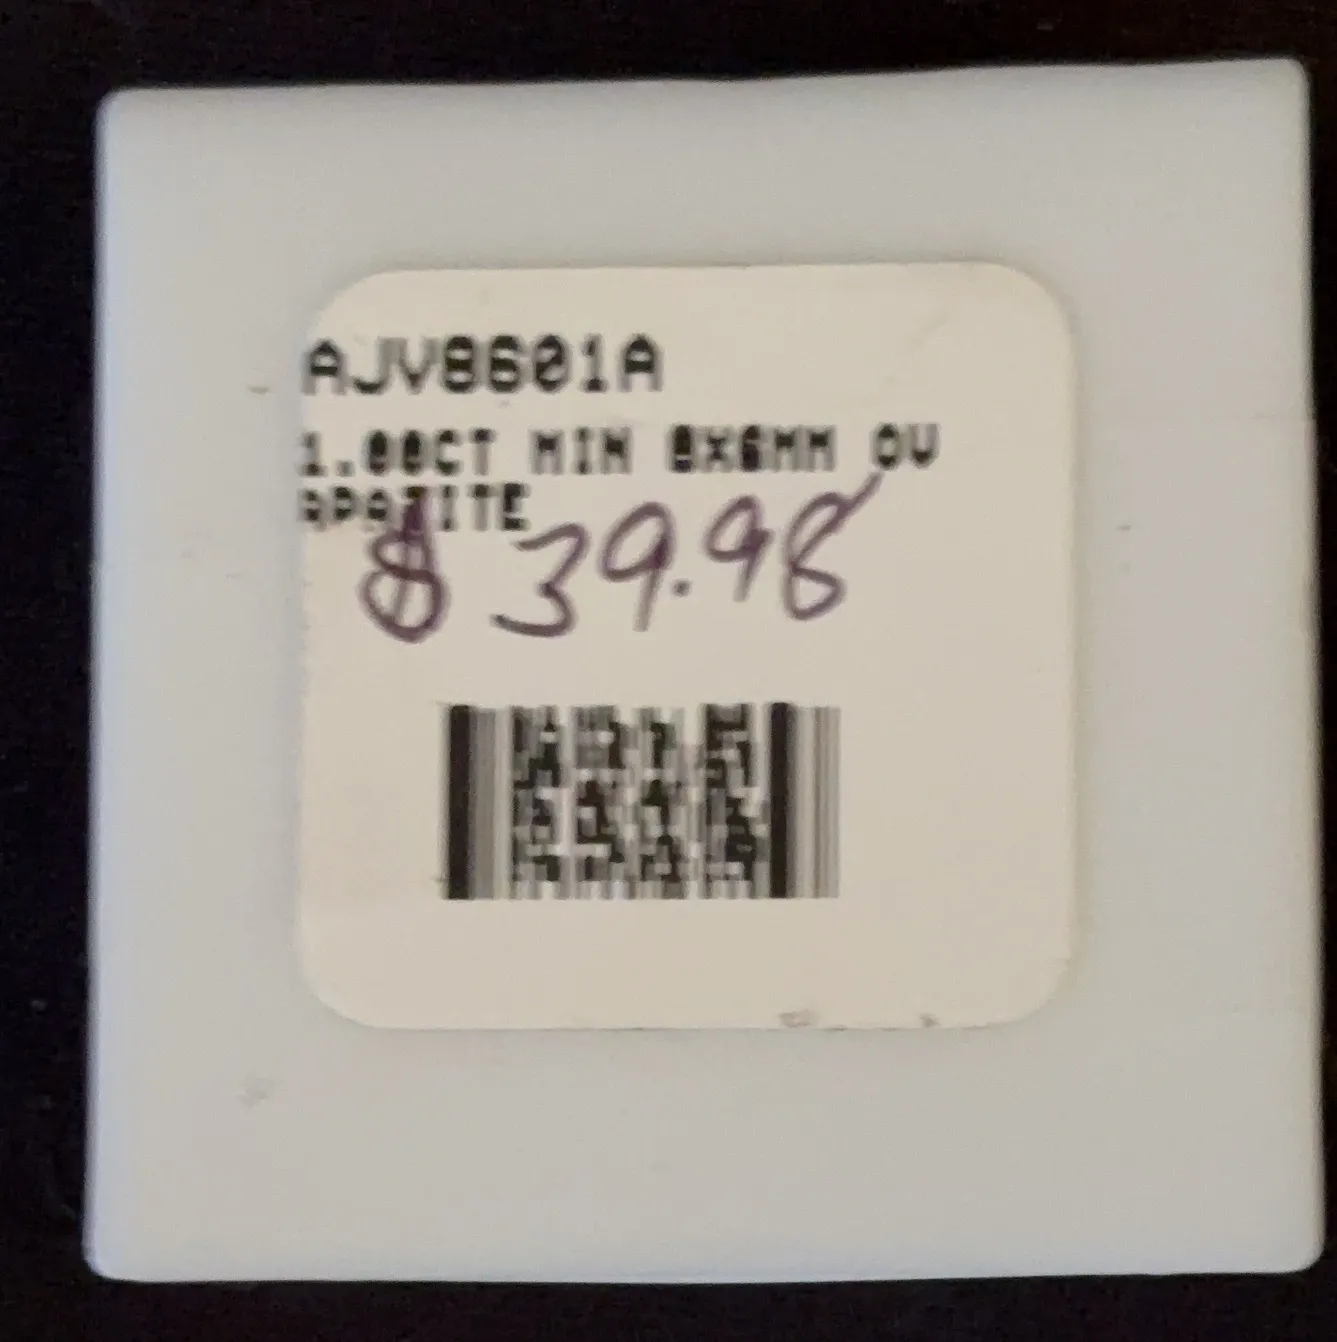 AJV8601A
1.00CT MIN 8X6MM OV
APATITE
$39.98